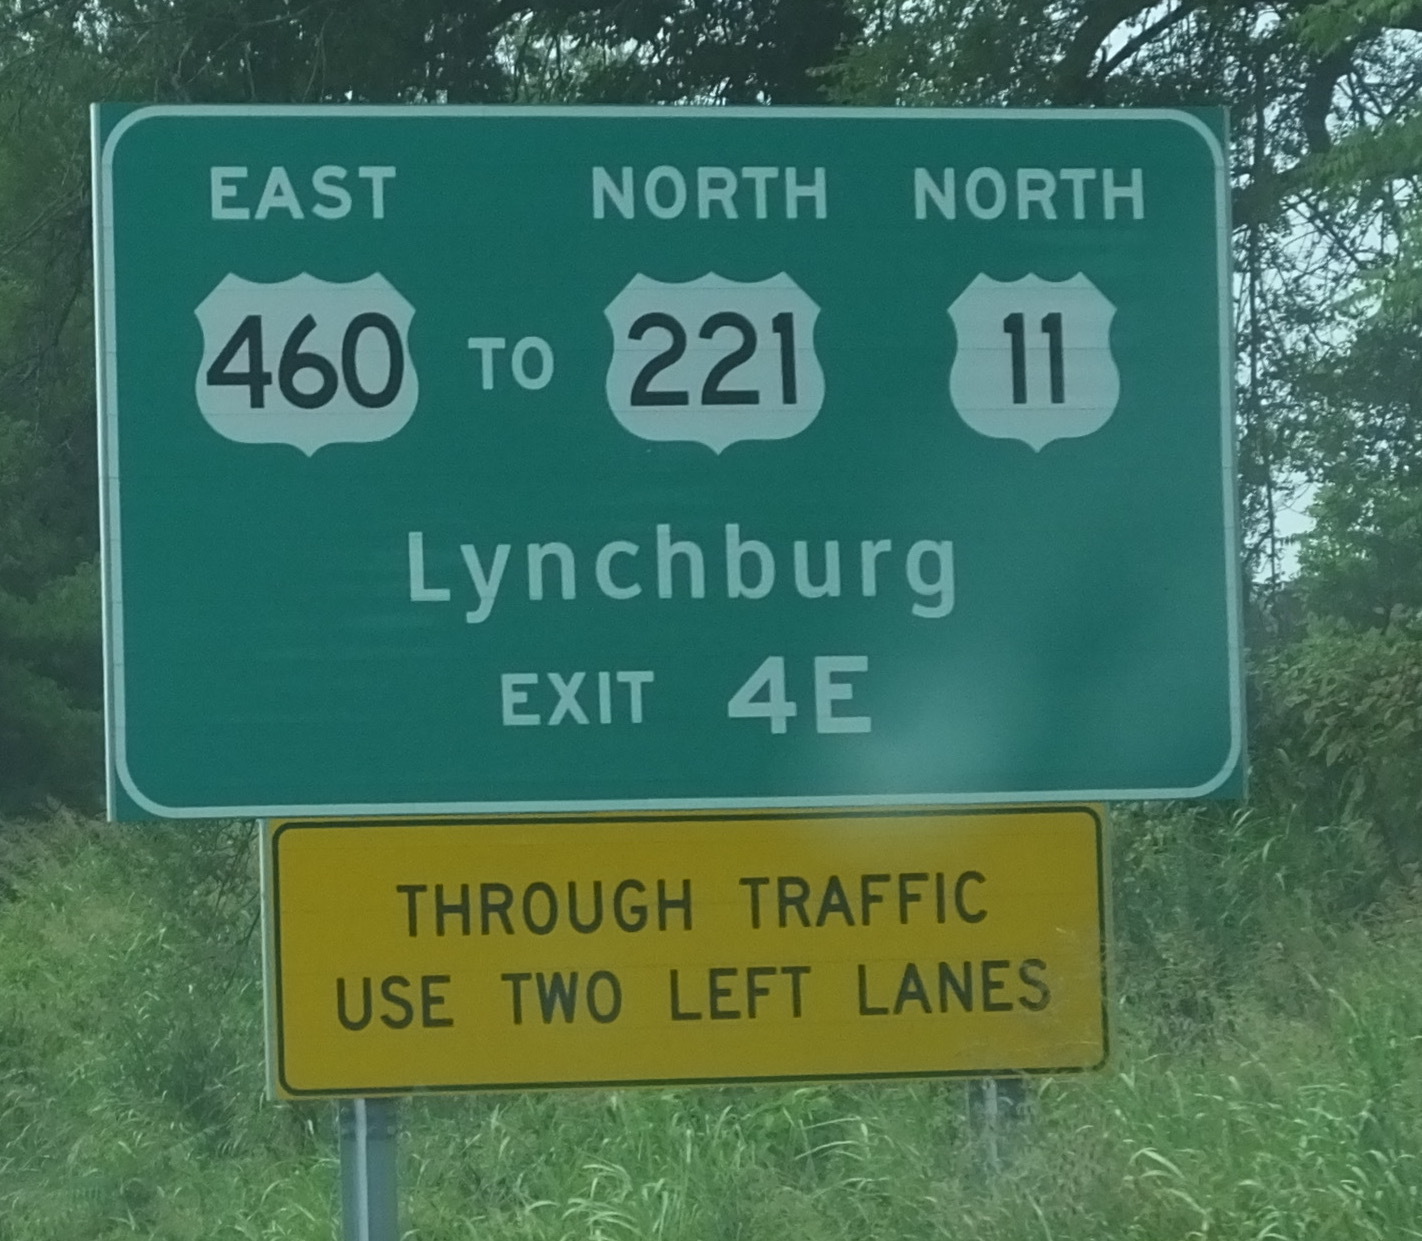 EAST NORTH NORTH
460 TO 221 11
Lynchburg
EXIT 4E
THROUGH TRAFFIC
USE TWO LEFT LANES